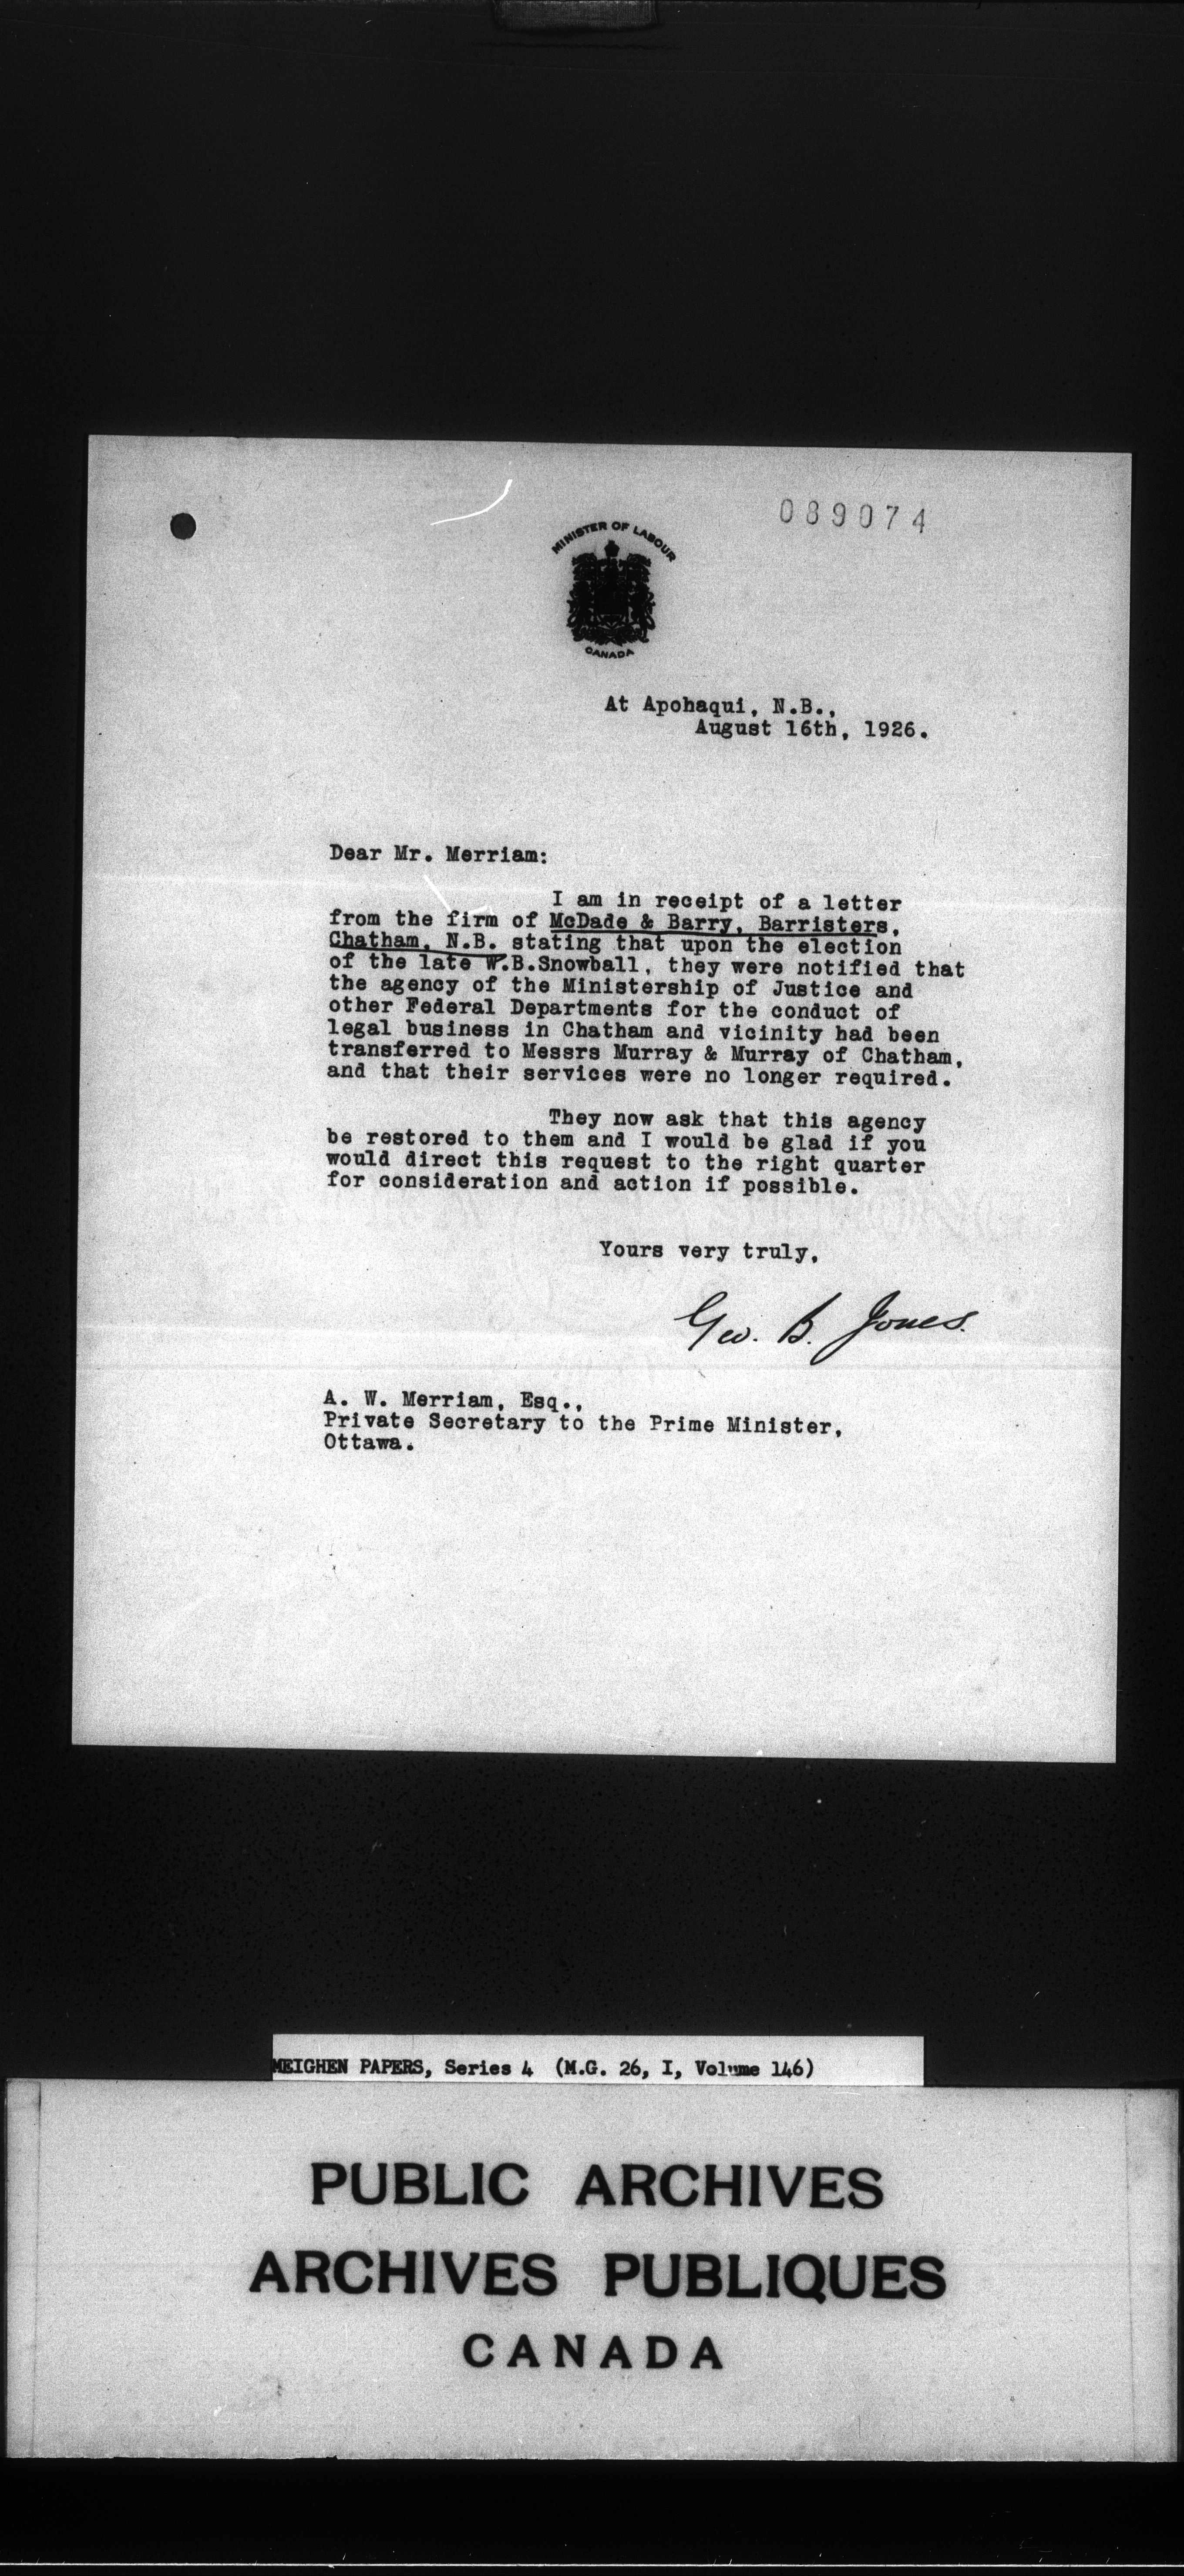 089074
MINISTER OF LABOUR
CANADA
At Apohaqui, N.B.,
August 16th, 1926.
Dear Mr. Merriam:
I am in receipt of a letter
from the firm of McDade & Barry, Barristers,
Chatham, N.B. stating that upon the election
of the late W.B.Snowball, they were notified that
the agency of the Ministership of Justice and
other Federal Departments for the conduct of
legal business in Chatham and vicinity had been
transferred to Messrs Murray & Murray of Chatham,
and that their services were no longer required.
They now ask that this agency
be restored to them and I would be glad if you
would direct this request to the right quarter
for consideration and action if possible.
Yours very truly,
Geo. B. Jones.
A. W. Merriam, Esq.,
Private Secretary to the Prime Minister,
Ottawa.
MEIGHEN PAPERS, Series 4 (M.G. 26, I, Volume 146)
PUBLIC ARCHIVES
ARCHIVES PUBLIQUES
CANADA